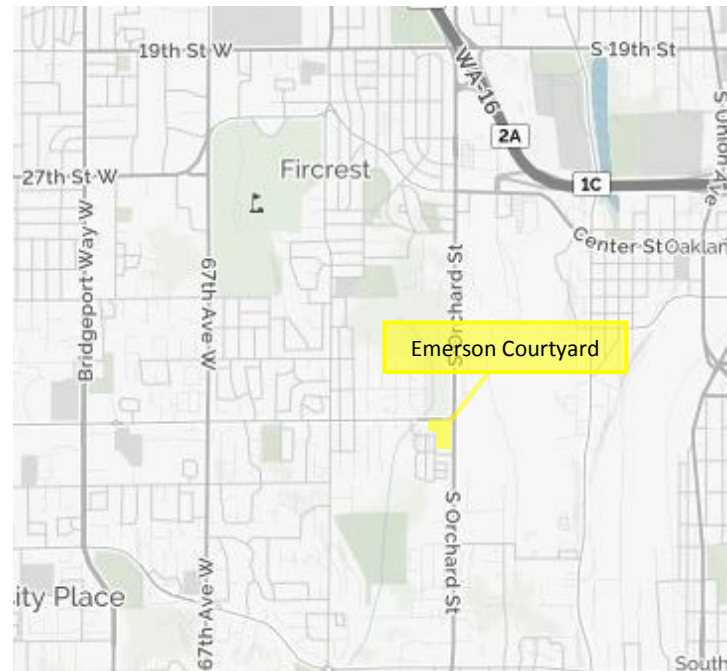 19th St W
S 19th St
WA-16
2A
27th St W
Fircrest
1C
S Union Ave
Center St
Oaklan
Bridgeport Way W
67th Ave W
S Orchard St
Emerson Courtyard
S Orchard St
67th Ave W
ity Place
South